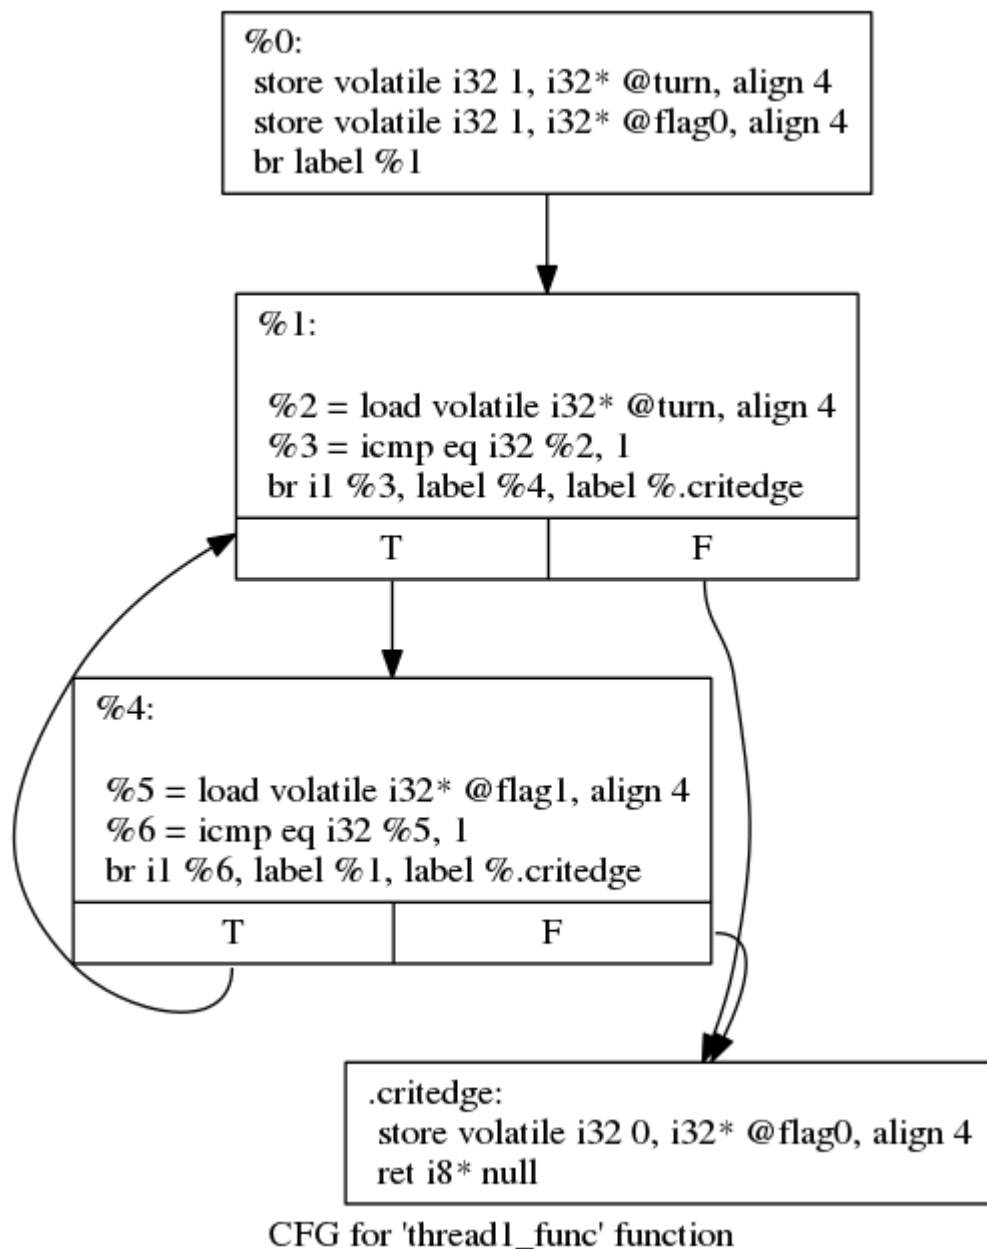 %0:
store volatile i32 1, i32* @turn, align 4
store volatile i32 1, i32* @flag0, align 4
br label %1
%1:
%2 = load volatile i32* @turn, align 4
%3 = icmp eq i32 %2, 1
br i1 %3, label %4, label %.critedge
T
F
%4:
%5 = load volatile i32* @flag1, align 4
%6 = icmp eq i32 %5, 1
br i1 %6, label %1, label %.critedge
T
F
.critedge:
store volatile i32 0, i32* @flag0, align 4
ret i8* null
CFG for 'thread1_func' function